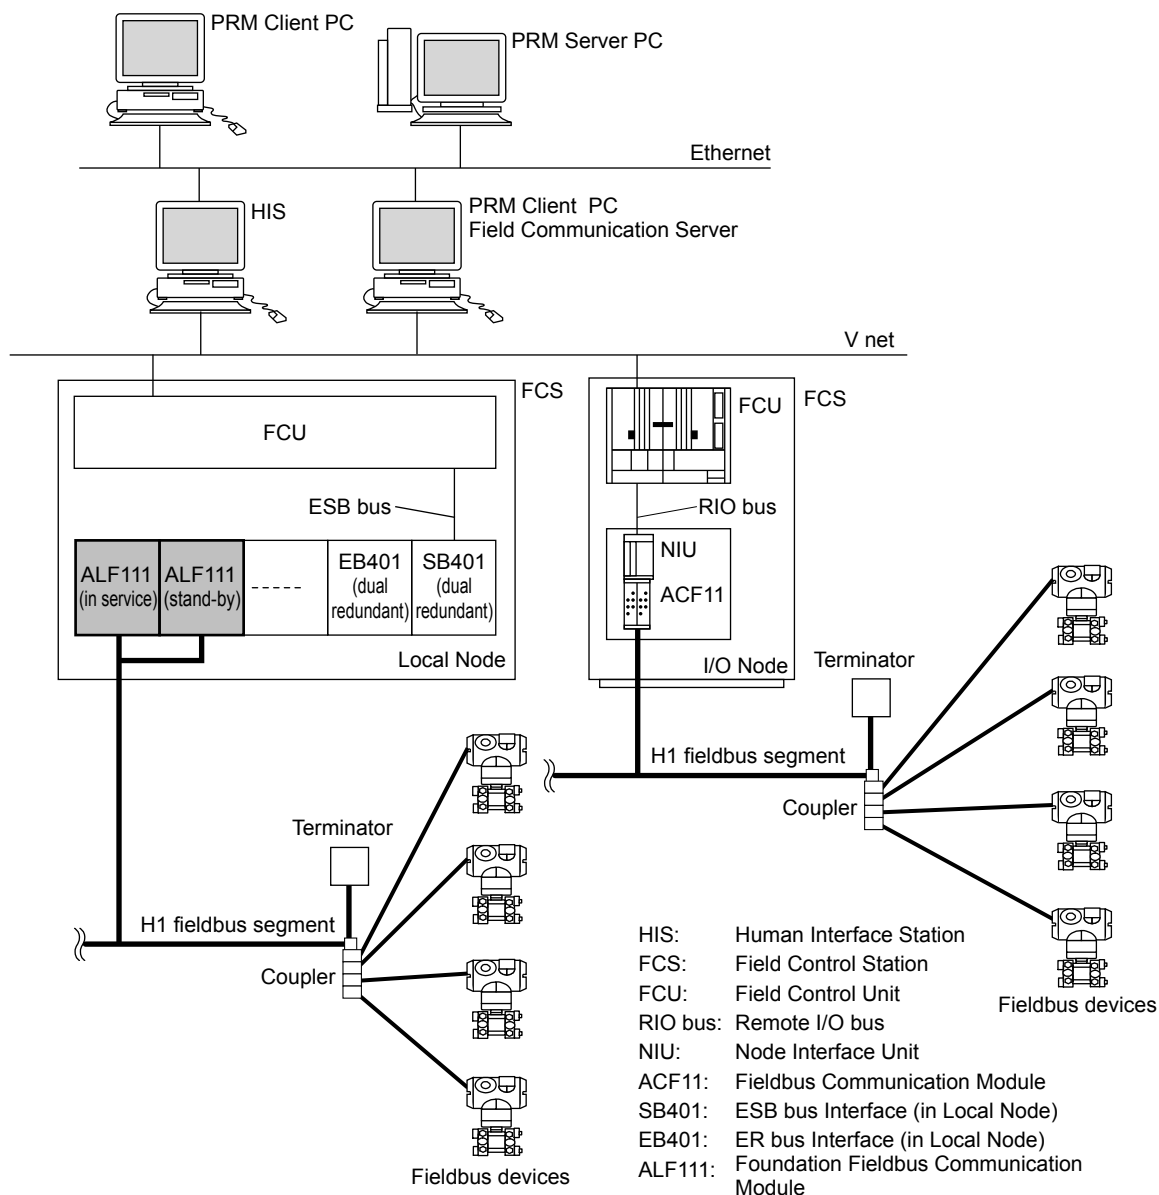 PRM Client PC
PRM Server PC
Ethernet
HIS
PRM Client PC
Field Communication Server
V net
FCS
FCU
ESB bus
ALF111
(in service)
ALF111
(stand-by)
-----
EB401
(dual
redundant)
SB401
(dual
redundant)
Local Node
FCS
FCU
RIO bus
NIU
ACF11
I/O Node
Terminator
H1 fieldbus segment
Coupler
Fieldbus devices
Terminator
H1 fieldbus segment
Coupler
Fieldbus devices
HIS: Human Interface Station
FCS: Field Control Station
FCU: Field Control Unit
RIO bus: Remote I/O bus
NIU: Node Interface Unit
ACF11: Fieldbus Communication Module
SB401: ESB bus Interface (in Local Node)
EB401: ER bus Interface (in Local Node)
ALF111: Foundation Fieldbus Communication
Module